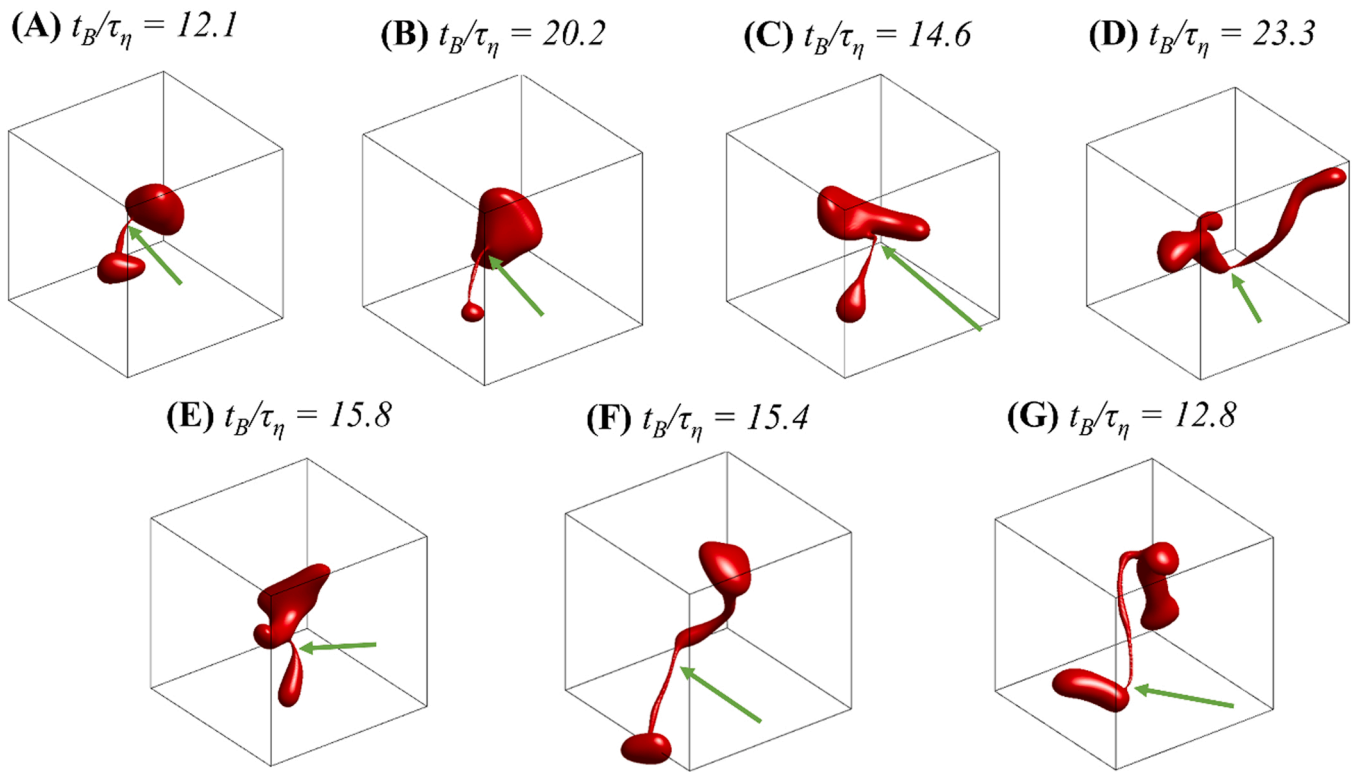 (A) t_B/τ_η = 12.1
(B) t_B/τ_η = 20.2
(C) t_B/τ_η = 14.6
(D) t_B/τ_η = 23.3
(E) t_B/τ_η = 15.8
(F) t_B/τ_η = 15.4
(G) t_B/τ_η = 12.8